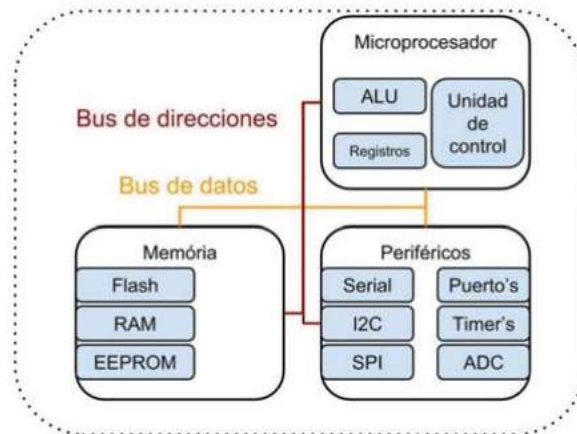 Microprocesador
ALU
Unidad
de
control
Registros
Bus de direcciones
Bus de datos
Memória
Flash
RAM
EEPROM
Periféricos
Serial
Puerto's
I2C
Timer's
SPI
ADC